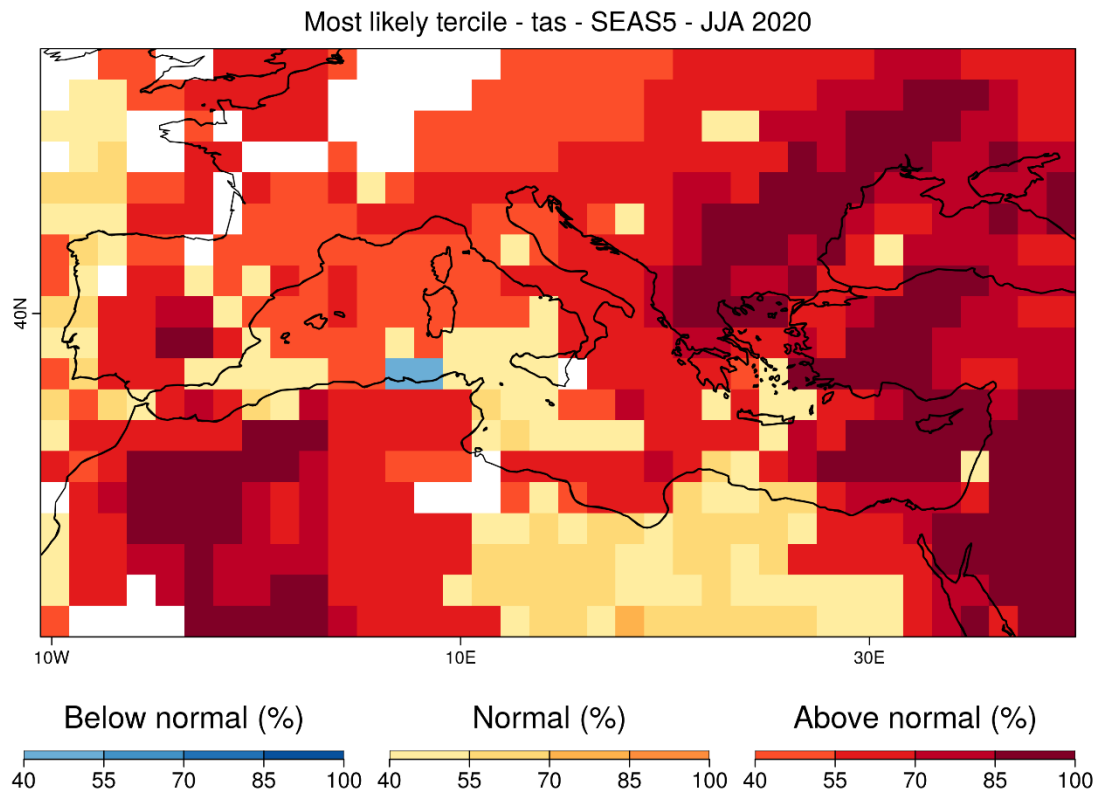 Most likely tercile - tas - SEAS5 - JJA 2020
40N
10W 10E 30E
Below normal (%) Normal (%) Above normal (%)
40 55 70 85 100 40 55 70 85 100 40 55 70 85 100